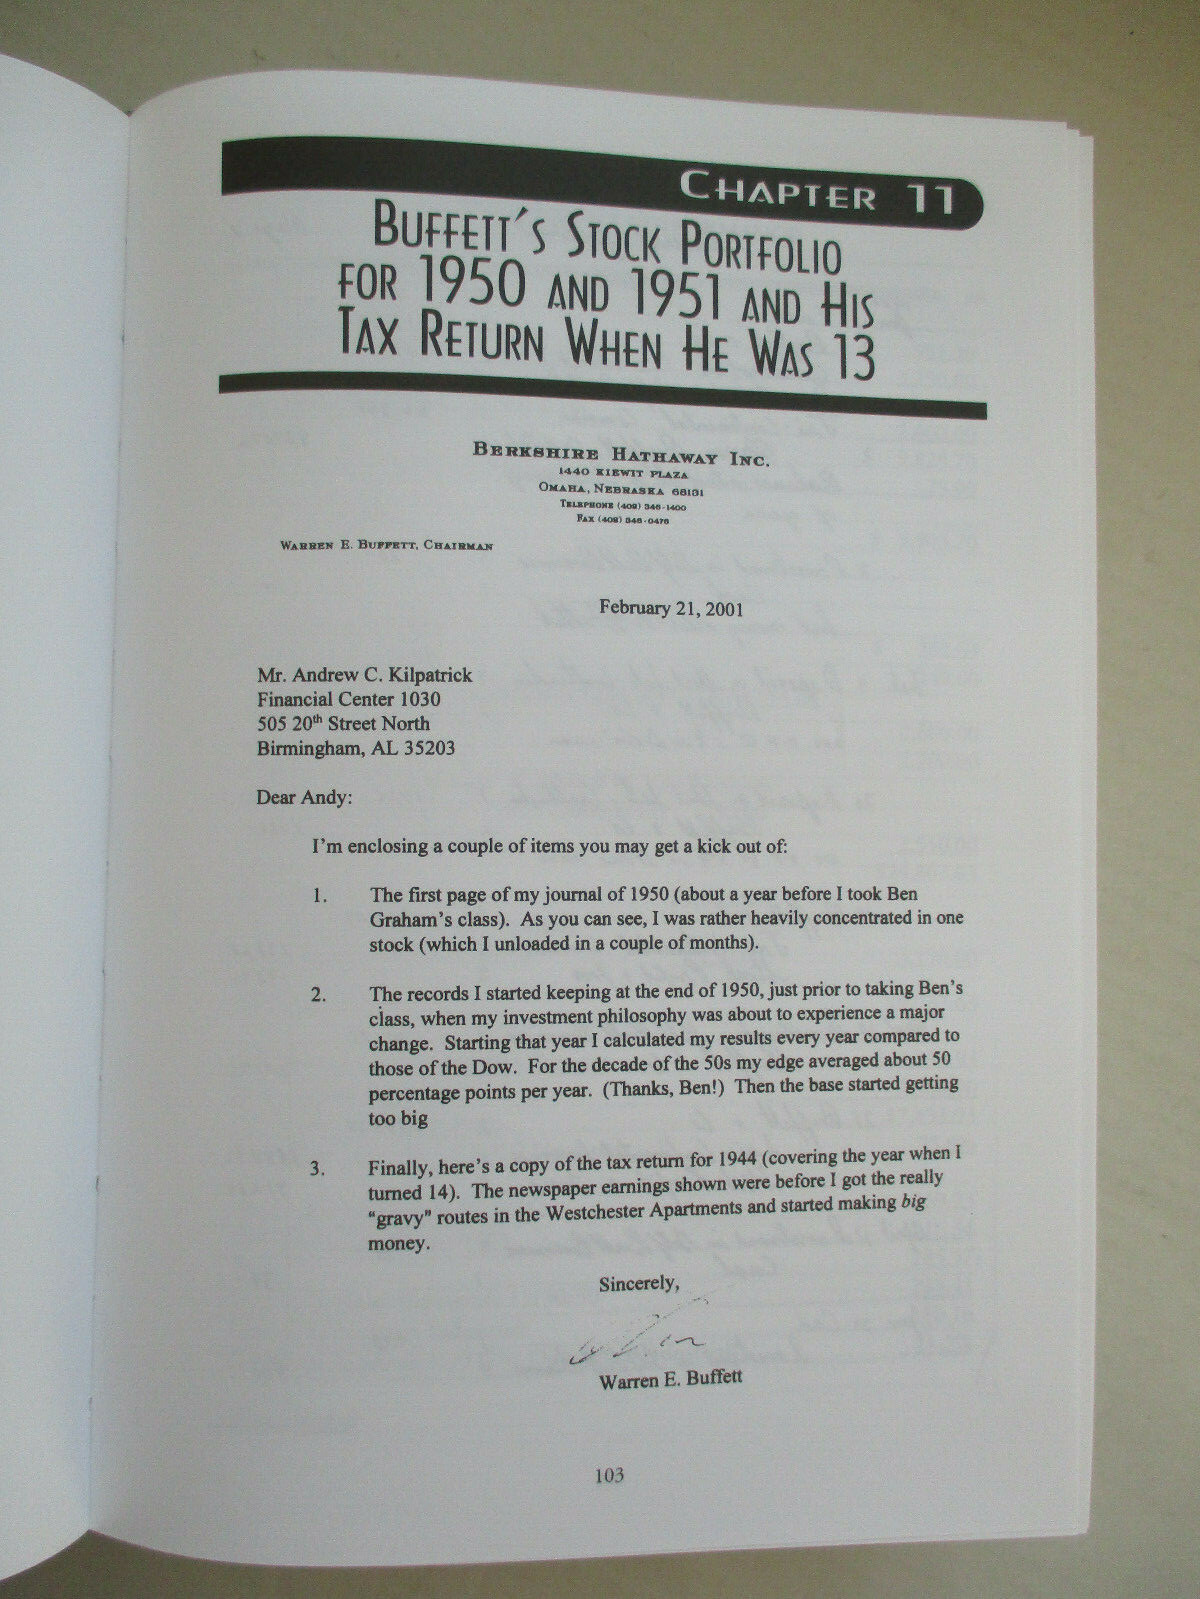 CHAPTER 11
BUFFETT'S STOCK PORTFOLIO
FOR 1950 AND 1951 AND HIS
TAX RETURN WHEN HE WAS 13
BERKSHIRE HATHAWAY INC.
1440 KIEWIT PLAZA
OMAHA, NEBRASKA 68131
TELEPHONE (402) 346-1400
FAX (402) 346-0476
WARREN E. BUFFETT, CHAIRMAN
February 21, 2001
Mr. Andrew C. Kilpatrick
Financial Center 1030
505 20th Street North
Birmingham, AL 35203
Dear Andy:
I'm enclosing a couple of items you may get a kick out of:
1. The first page of my journal of 1950 (about a year before I took Ben
Graham's class). As you can see, I was rather heavily concentrated in one
stock (which I unloaded in a couple of months).
2. The records I started keeping at the end of 1950, just prior to taking Ben's
class, when my investment philosophy was about to experience a major
change. Starting that year I calculated my results every year compared to
those of the Dow. For the decade of the 50s my edge averaged about 50
percentage points per year. (Thanks, Ben!) Then the base started getting
too big
3. Finally, here's a copy of the tax return for 1944 (covering the year when I
turned 14). The newspaper earnings shown were before I got the really
"gravy" routes in the Westchester Apartments and started making big
money.
Sincerely,
Warren E. Buffett
103